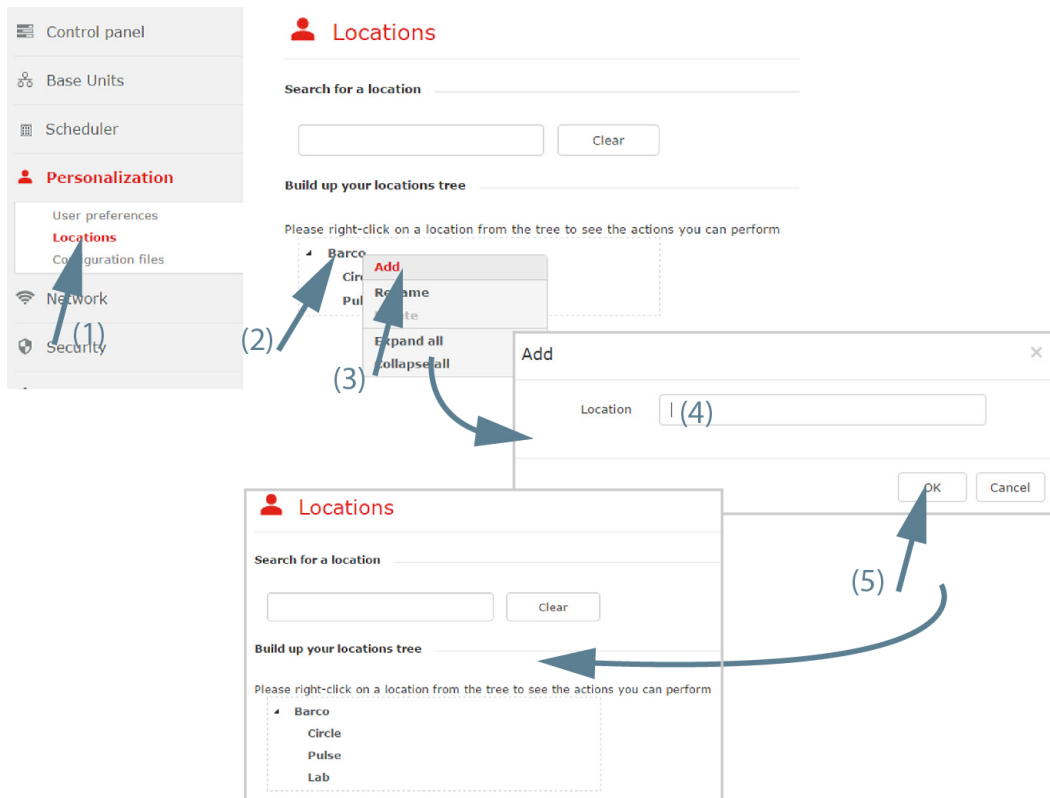 Control panel
Base Units
Scheduler
Personalization
User preferences
Locations
Configuration files
Network
(1)
Security
Locations
Search for a location
Clear
Build up your locations tree
Please right-click on a location from the tree to see the actions you can perform
Barco
Add
Rename
(2)
Expand all
Collapse all
(3)
Add
Location
(4)
OK
Cancel
(5)
Locations
Search for a location
Clear
Build up your locations tree
Please right-click on a location from the tree to see the actions you can perform
Barco
Circle
Pulse
Lab